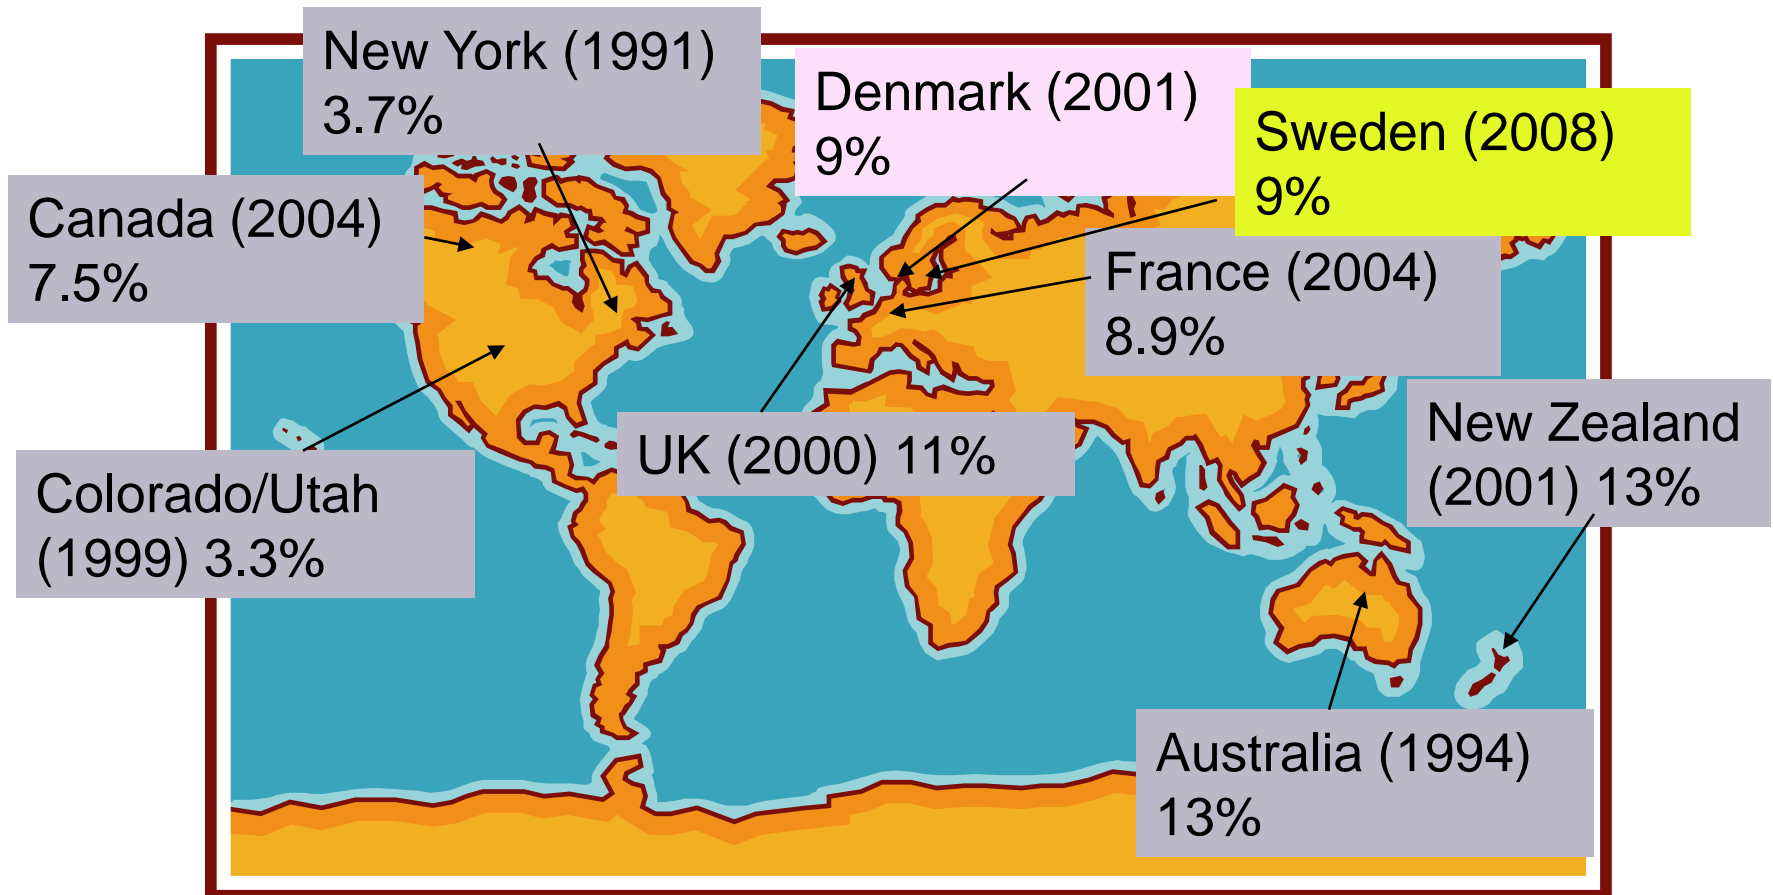 New York (1991)
3.7%
Denmark (2001)
9%
Sweden (2008)
9%
Canada (2004)
7.5%
France (2004)
8.9%
New Zealand
(2001) 13%
UK (2000) 11%
Colorado/Utah
(1999) 3.3%
Australia (1994)
13%